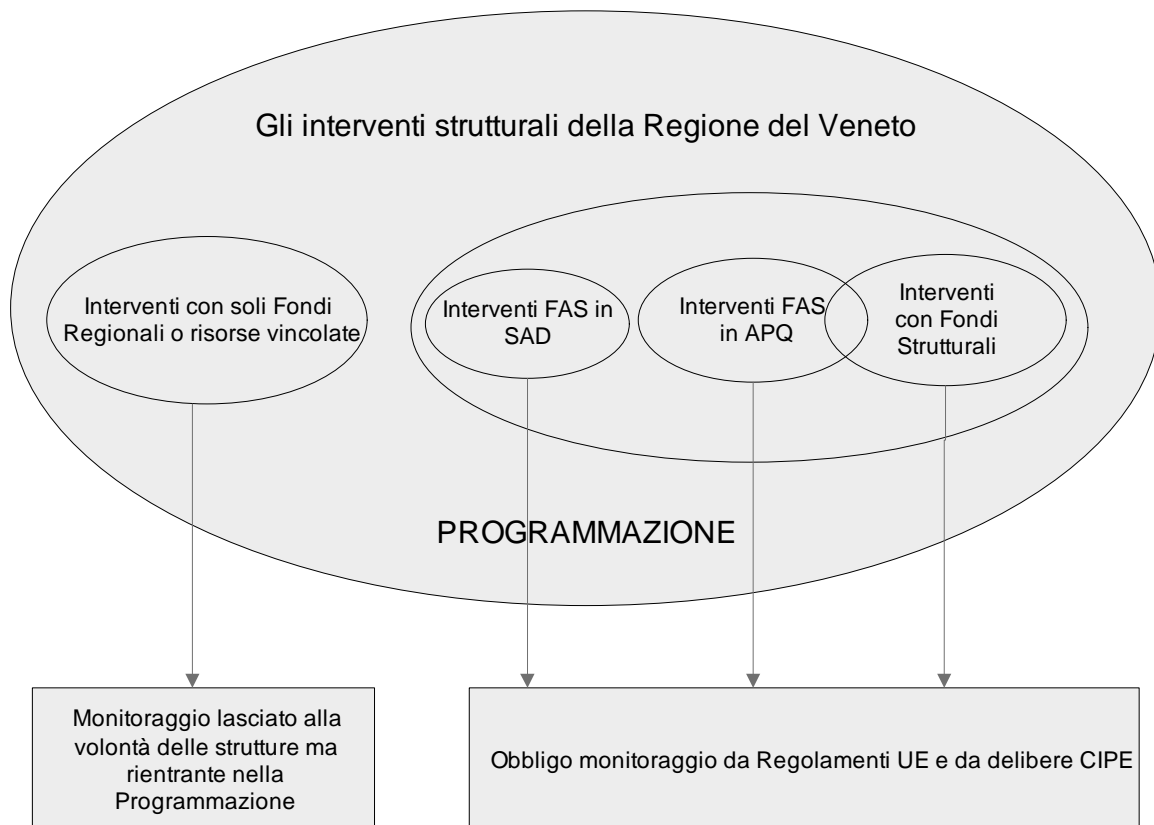 Gli interventi strutturali della Regione del Veneto
Interventi con soli Fondi
Regionali o risorse vincolate
Interventi FAS in
SAD
Interventi FAS
in APQ
Interventi
con Fondi
Strutturali
PROGRAMMAZIONE
Monitoraggio lasciato alla
volontà delle strutture ma
rientrante nella
Programmazione
Obbligo monitoraggio da Regolamenti UE e da delibere CIPE